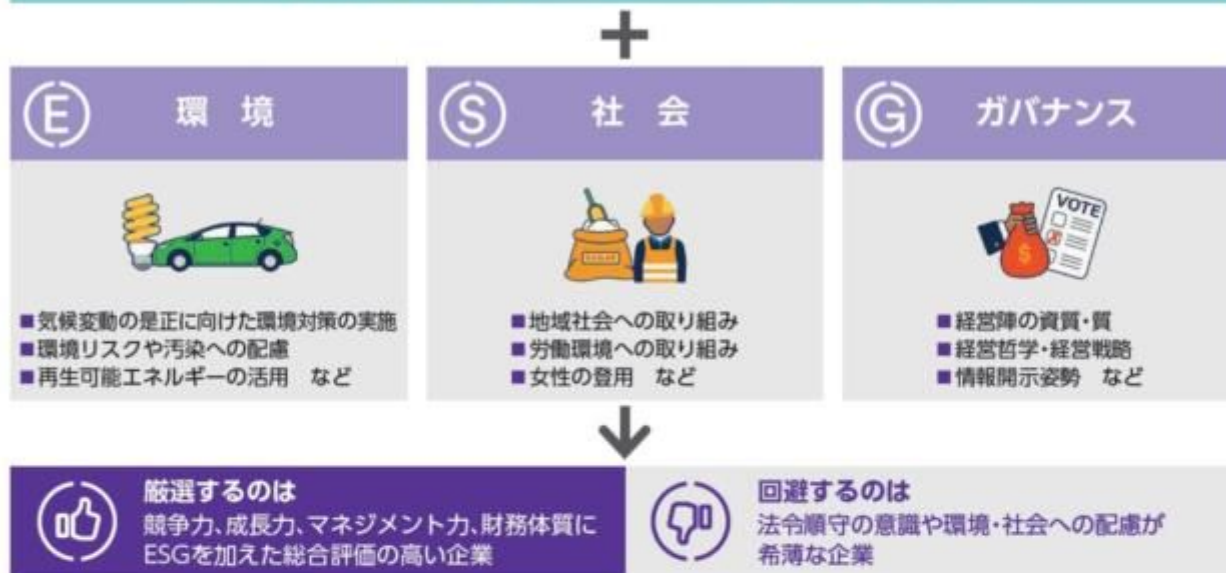 +
E 環境
S 社会
G ガバナンス
VOTE
$
■気候変動の是正に向けた環境対策の実施
■環境リスクや汚染への配慮
■再生可能エネルギーの活用 など
■地域社会への取り組み
■労働環境への取り組み
■女性の登用 など
■経営陣の資質・質
■経営哲学・経営戦略
■情報開示姿勢 など
厳選するのは
競争力、成長力、マネジメント力、財務体質に
ESGを加えた総合評価の高い企業
回避するのは
法令順守の意識や環境・社会への配慮が
希薄な企業